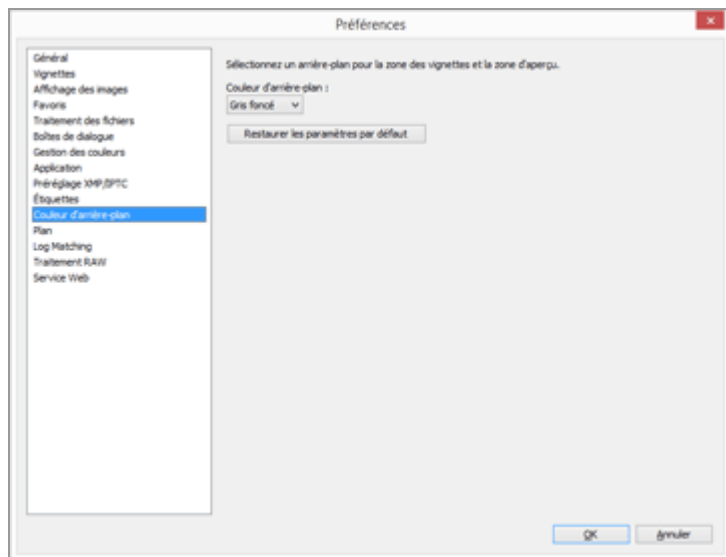 Préférences
Général
Vignettes
Affichage des images
Favoris
Traitement des fichiers
Boîtes de dialogue
Gestion des couleurs
Application
Préréglage XMP/IPTC
Étiquettes
Couleur d'arrière-plan
Plan
Log Matching
Traitement RAW
Service Web
Sélectionnez un arrière-plan pour la zone des vignettes et la zone d'aperçu.
Couleur d'arrière-plan :
Gris foncé
Restaurer les paramètres par défaut
OK
Annuler